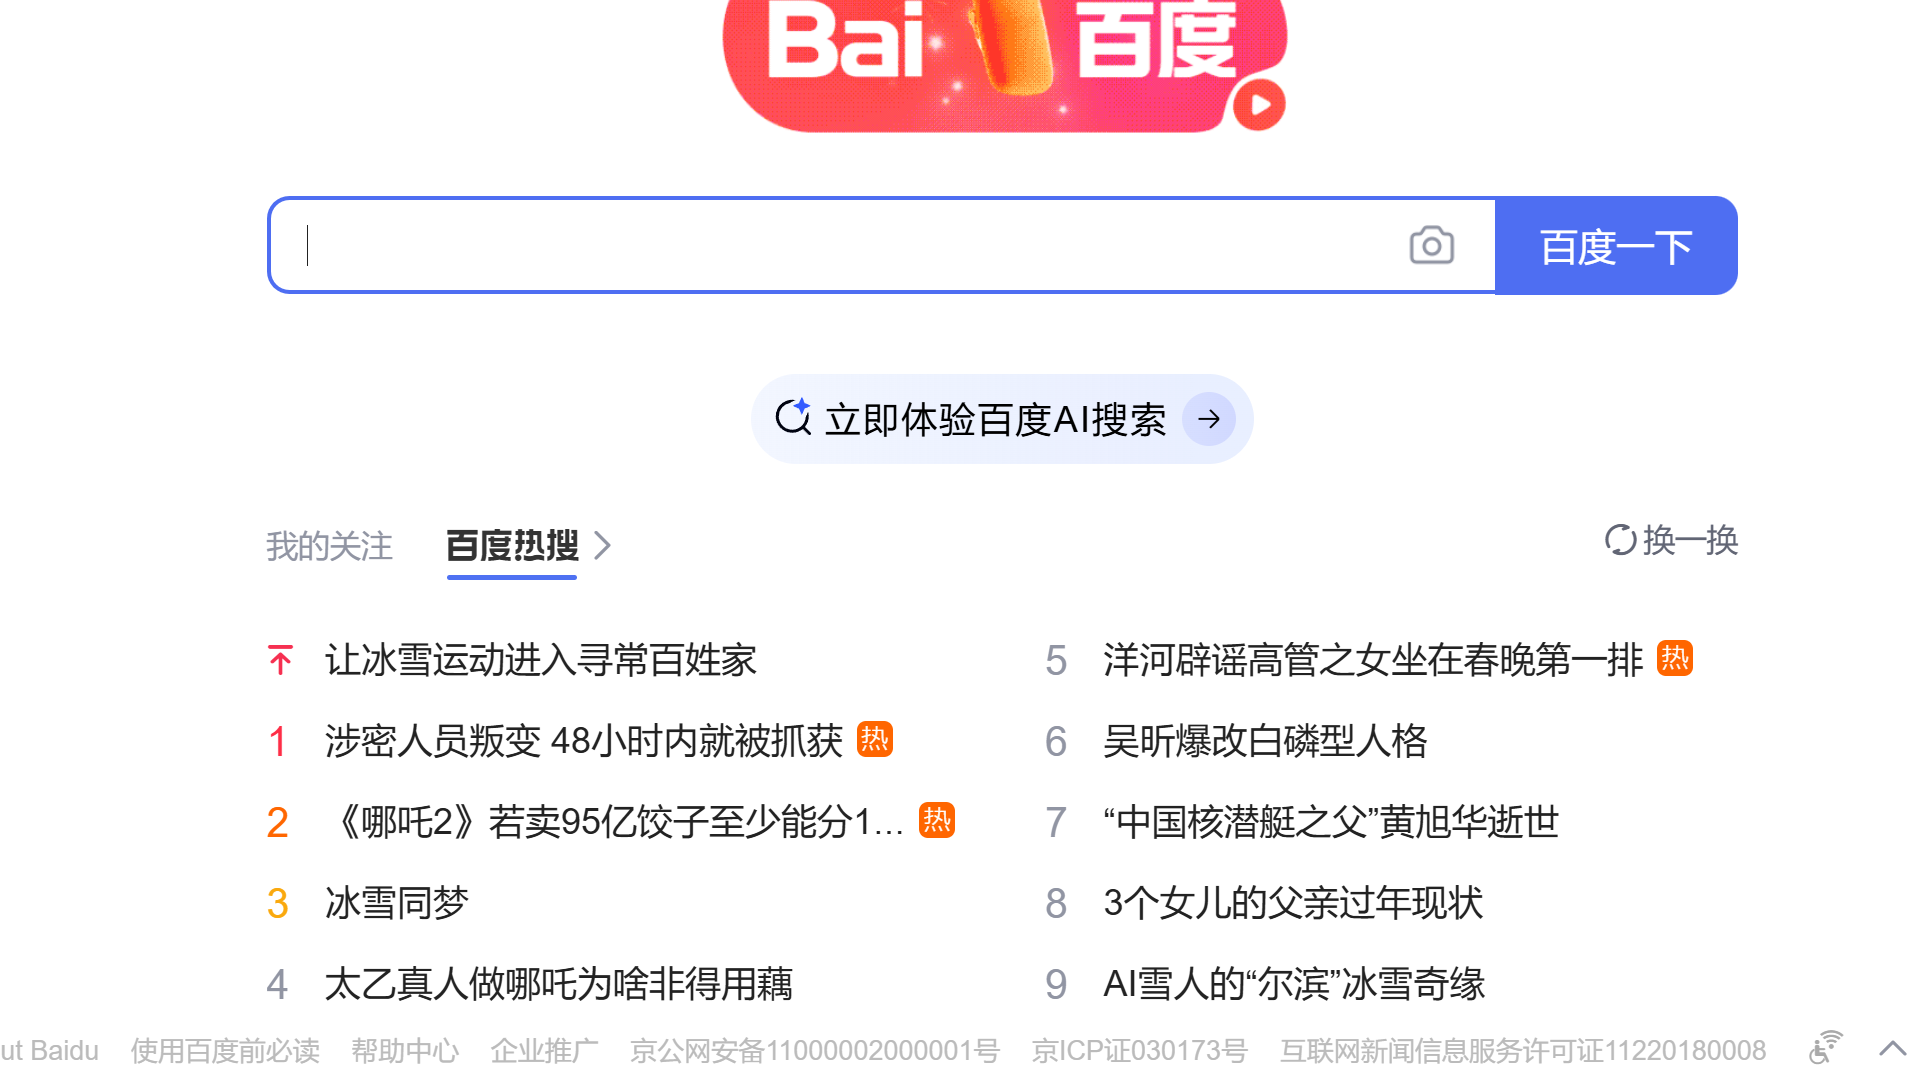 Bai 百度
百度一下
立即体验百度AI搜索
我的关注 百度热搜 换一换
让冰雪运动进入寻常百姓家
1 涉密人员叛变 48小时内就被抓获 热
2 《哪吒2》若卖95亿饺子至少能分1... 热
3 冰雪同梦
4 太乙真人做哪吒为啥非得用藕
5 洋河辟谣高管之女坐在春晚第一排 热
6 吴昕爆改白磷型人格
7 “中国核潜艇之父”黄旭华逝世
8 3个女儿的父亲过年现状
9 AI雪人的“尔滨”冰雪奇缘
ut Baidu 使用百度前必读 帮助中心 企业推广 京公网安备11000002000001号 京ICP证030173号 互联网新闻信息服务许可证11220180008